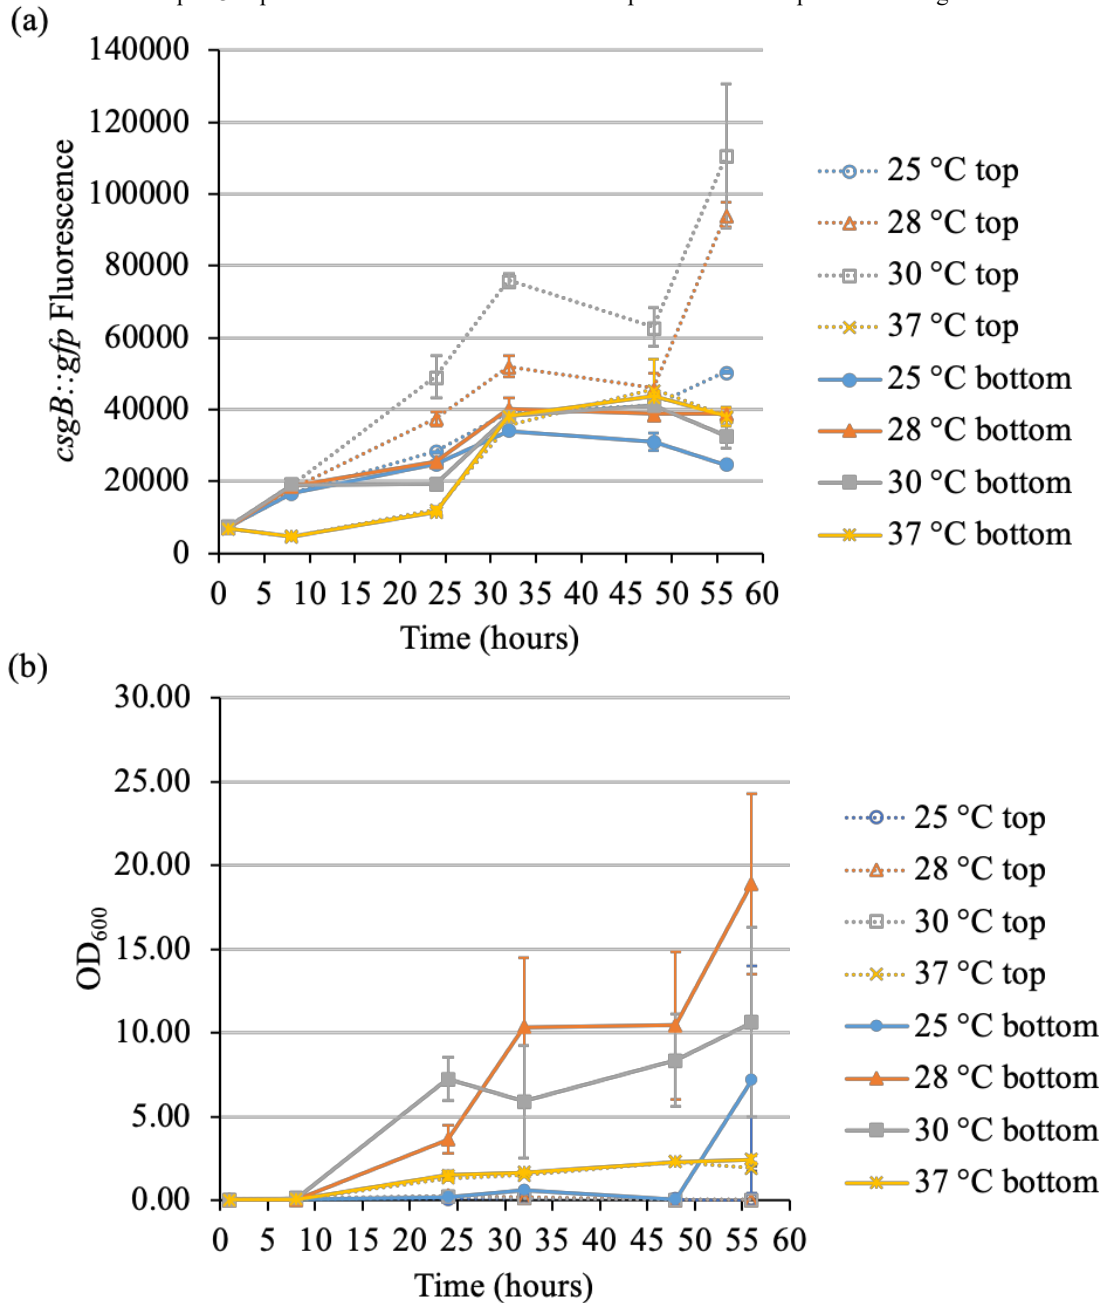 (a)
140000
120000
100000
80000
60000
40000
20000
0
csgB::gfp Fluorescence
0 5 10 15 20 25 30 35 40 45 50 55 60
Time (hours)
25 °C top
28 °C top
30 °C top
37 °C top
25 °C bottom
28 °C bottom
30 °C bottom
37 °C bottom
(b)
30.00
25.00
20.00
15.00
10.00
5.00
0.00
OD600
0 5 10 15 20 25 30 35 40 45 50 55 60
Time (hours)
25 °C top
28 °C top
30 °C top
37 °C top
25 °C bottom
28 °C bottom
30 °C bottom
37 °C bottom